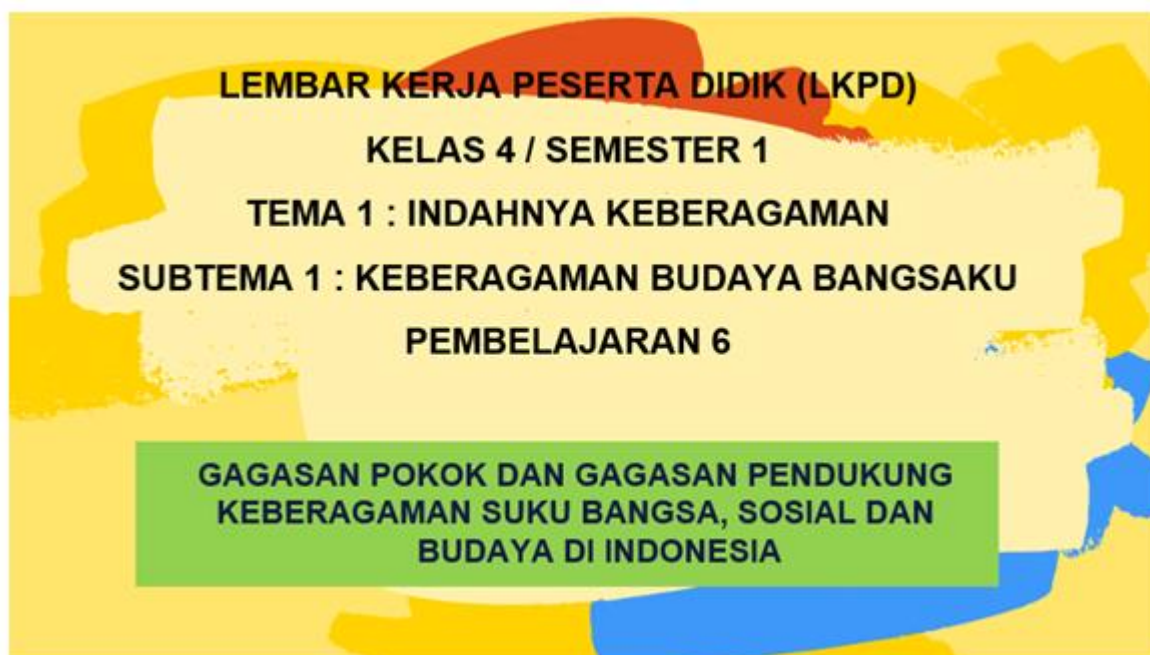 LEMBAR KERJA PESERTA DIDIK (LKPD)
KELAS 4 / SEMESTER 1
TEMA 1 : INDAHNYA KEBERAGAMAN
SUBTEMA 1 : KEBERAGAMAN BUDAYA BANGSAKU
PEMBELAJARAN 6
GAGASAN POKOK DAN GAGASAN PENDUKUNG
KEBERAGAMAN SUKU BANGSA, SOSIAL DAN
BUDAYA DI INDONESIA